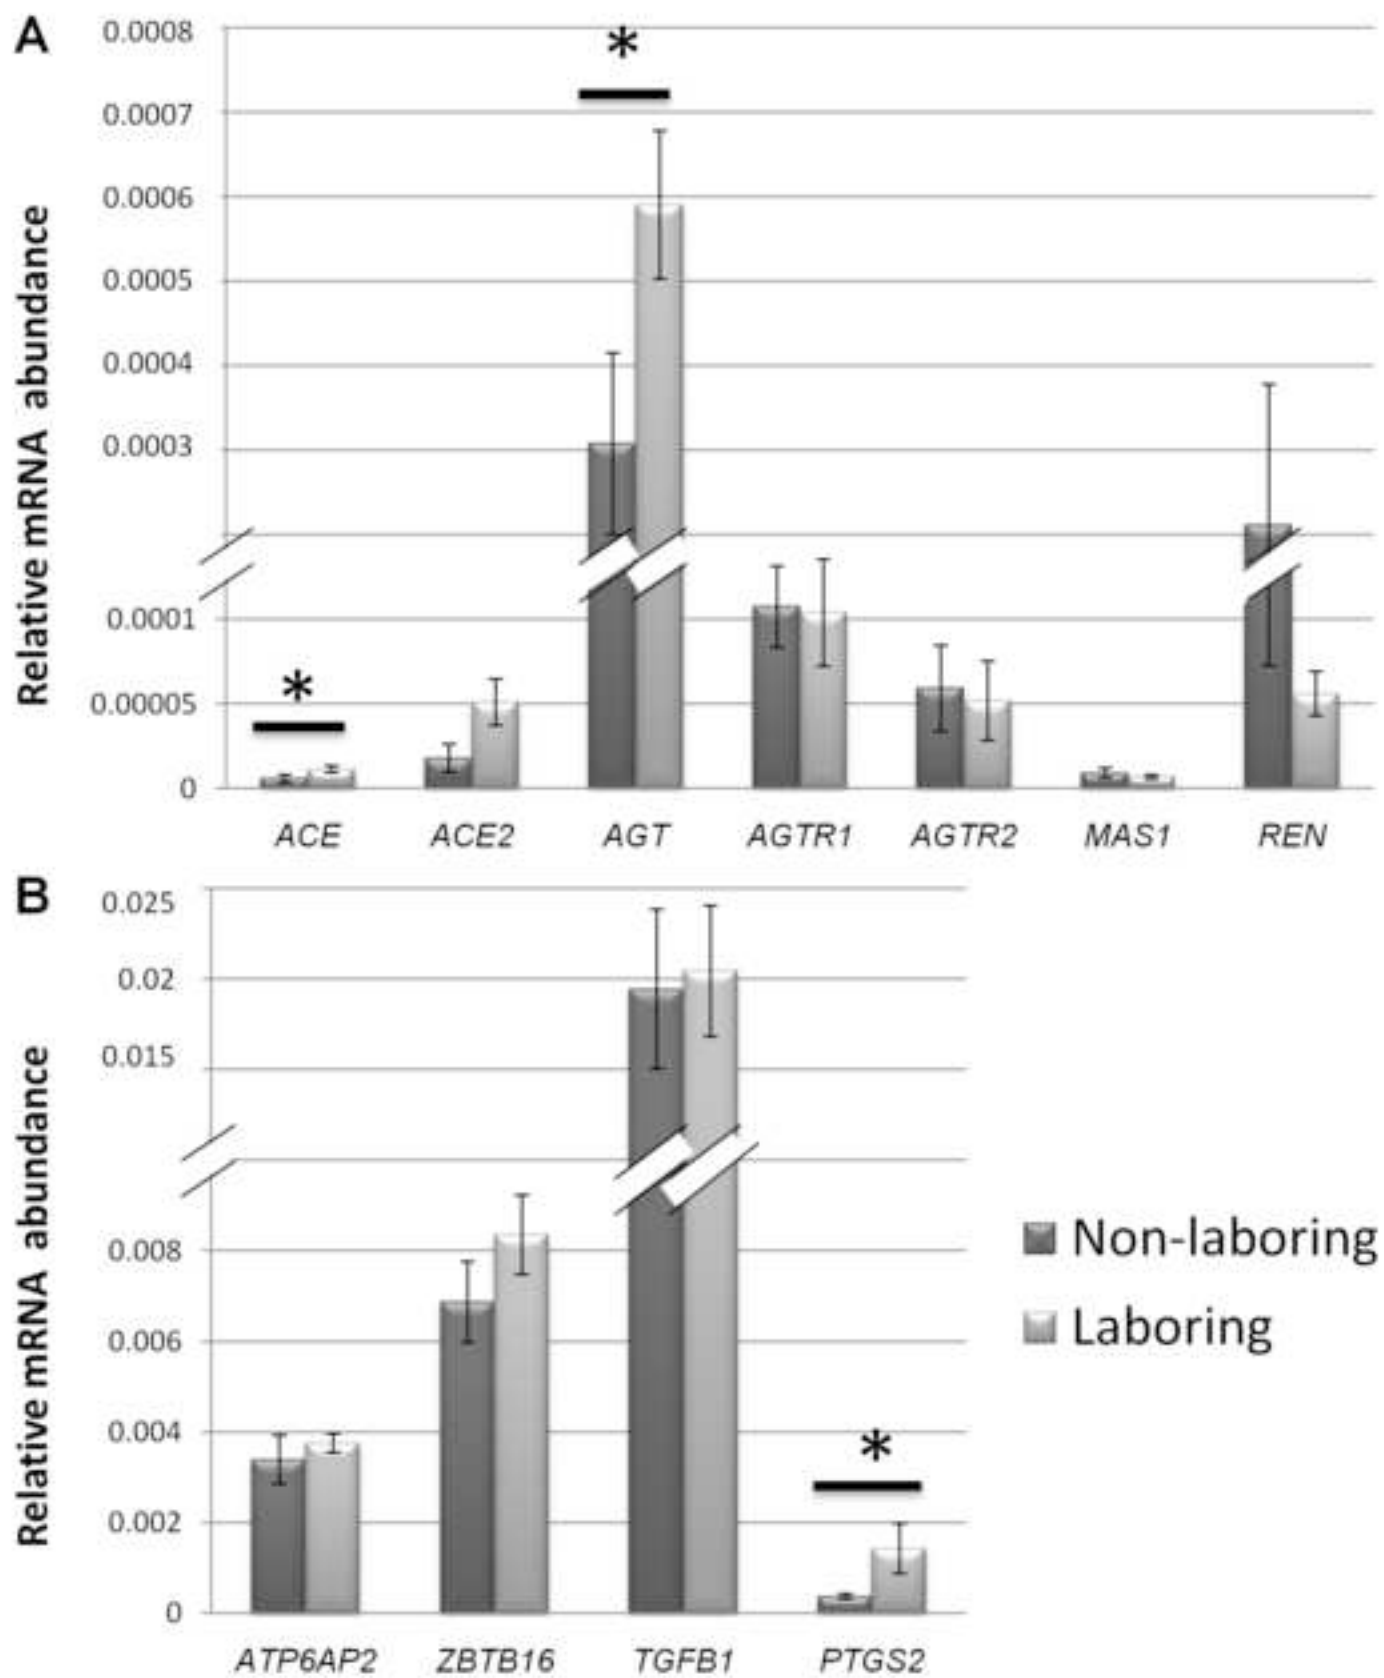 A
Relative mRNA abundance
0.0008
0.0007
0.0006
0.0005
0.0004
0.0003
0.0001
0.00005
0
*
*
ACE ACE2 AGT AGTR1 AGTR2 MAS1 REN
B
Relative mRNA abundance
0.025
0.02
0.015
0.008
0.006
0.004
0.002
0
*
ATP6AP2 ZBTB16 TGFB1 PTGS2
Non-laboring
Laboring